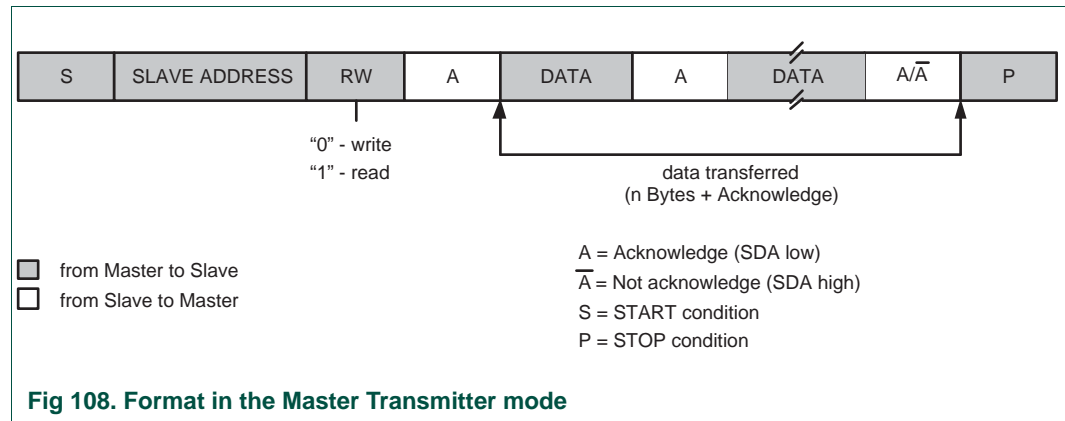 S SLAVE ADDRESS RW A DATA A DATA A/A̅ P
“0” - write
“1” - read
data transferred
(n Bytes + Acknowledge)
from Master to Slave
from Slave to Master
A = Acknowledge (SDA low)
A̅ = Not acknowledge (SDA high)
S = START condition
P = STOP condition
Fig 108. Format in the Master Transmitter mode